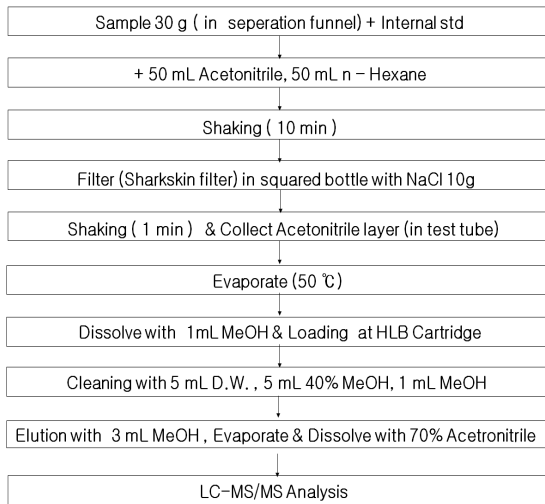 Sample 30 g ( in seperation funnel) + Internal std
+ 50 mL Acetonitrile, 50 mL n - Hexane
Shaking ( 10 min )
Filter (Sharkskin filter) in squared bottle with NaCl 10g
Shaking ( 1 min ) & Collect Acetonitrile layer (in test tube)
Evaporate (50 ℃)
Dissolve with 1mL MeOH & Loading at HLB Cartridge
Cleaning with 5 mL D.W. , 5 mL 40% MeOH, 1 mL MeOH
Elution with 3 mL MeOH , Evaporate & Dissolve with 70% Acetronitrile
LC-MS/MS Analysis